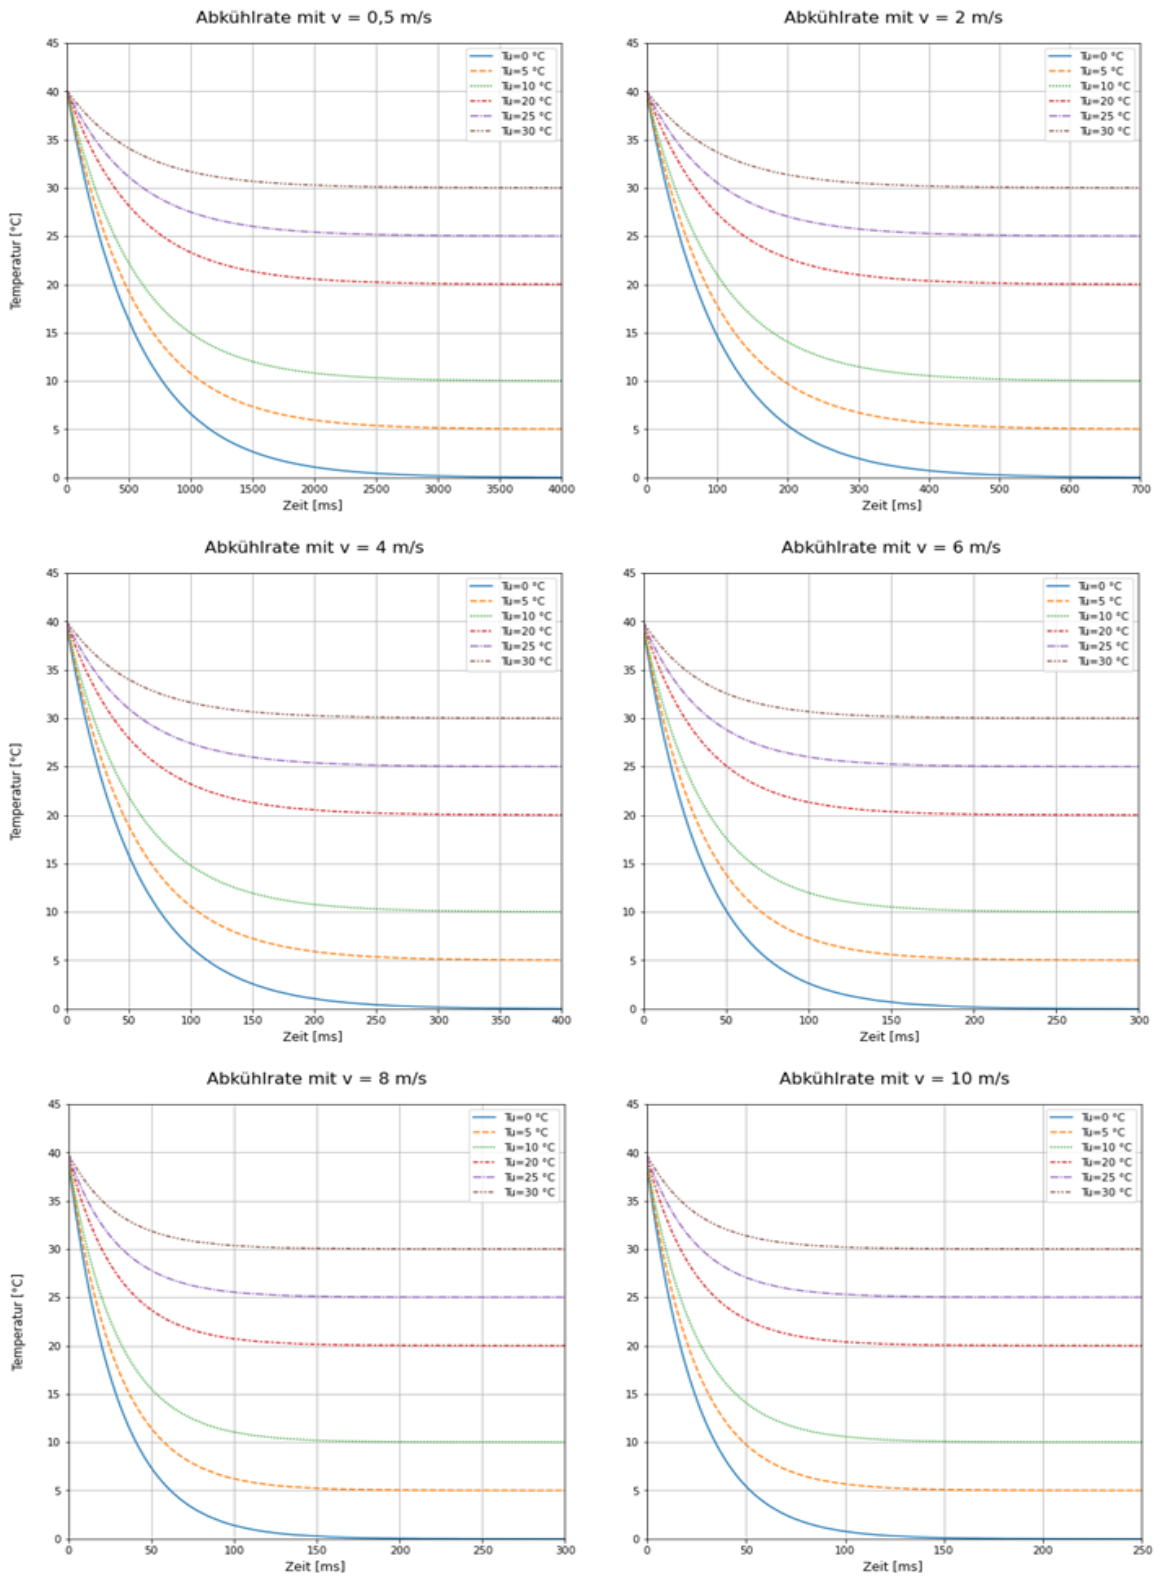 Abkühlrate mit v = 0,5 m/s
45
40
35
30
25
20
15
10
5
0
Temperatur [°C]
Tu=0 °C
Tu=5 °C
Tu=10 °C
Tu=20 °C
Tu=25 °C
Tu=30 °C
0 500 1000 1500 2000 2500 3000 3500 4000
Zeit [ms]
Abkühlrate mit v = 2 m/s
45
40
35
30
25
20
15
10
5
0
Tu=0 °C
Tu=5 °C
Tu=10 °C
Tu=20 °C
Tu=25 °C
Tu=30 °C
0 100 200 300 400 500 600 700
Zeit [ms]
Abkühlrate mit v = 4 m/s
45
40
35
30
25
20
15
10
5
0
Temperatur [°C]
Tu=0 °C
Tu=5 °C
Tu=10 °C
Tu=20 °C
Tu=25 °C
Tu=30 °C
0 50 100 150 200 250 300 350 400
Zeit [ms]
Abkühlrate mit v = 6 m/s
45
40
35
30
25
20
15
10
5
0
Tu=0 °C
Tu=5 °C
Tu=10 °C
Tu=20 °C
Tu=25 °C
Tu=30 °C
0 50 100 150 200 250 300
Zeit [ms]
Abkühlrate mit v = 8 m/s
45
40
35
30
25
20
15
10
5
0
Temperatur [°C]
Tu=0 °C
Tu=5 °C
Tu=10 °C
Tu=20 °C
Tu=25 °C
Tu=30 °C
0 50 100 150 200 250 300
Zeit [ms]
Abkühlrate mit v = 10 m/s
45
40
35
30
25
20
15
10
5
0
Tu=0 °C
Tu=5 °C
Tu=10 °C
Tu=20 °C
Tu=25 °C
Tu=30 °C
0 50 100 150 200 250
Zeit [ms]